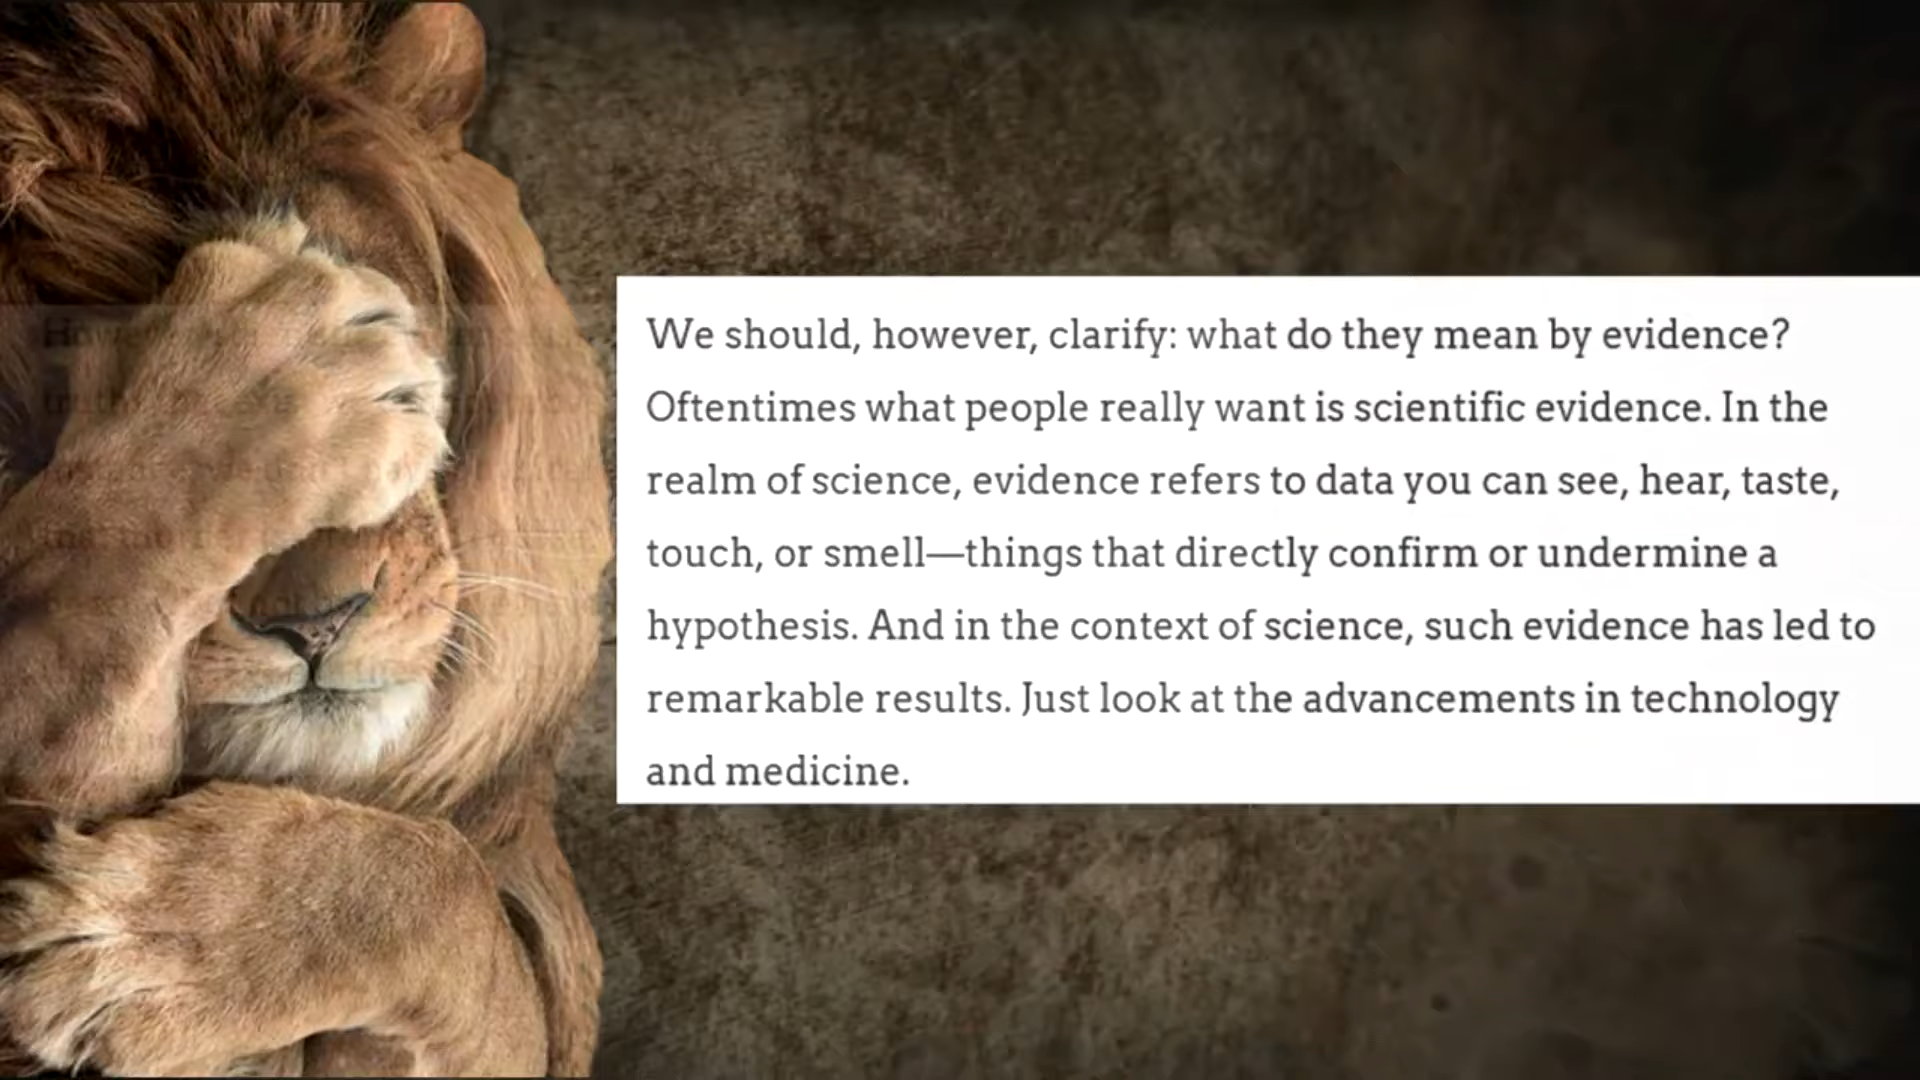 We should, however, clarify: what do they mean by evidence?
Oftentimes what people really want is scientific evidence. In the
realm of science, evidence refers to data you can see, hear, taste,
touch, or smell—things that directly confirm or undermine a
hypothesis. And in the context of science, such evidence has led to
remarkable results. Just look at the advancements in technology
and medicine.